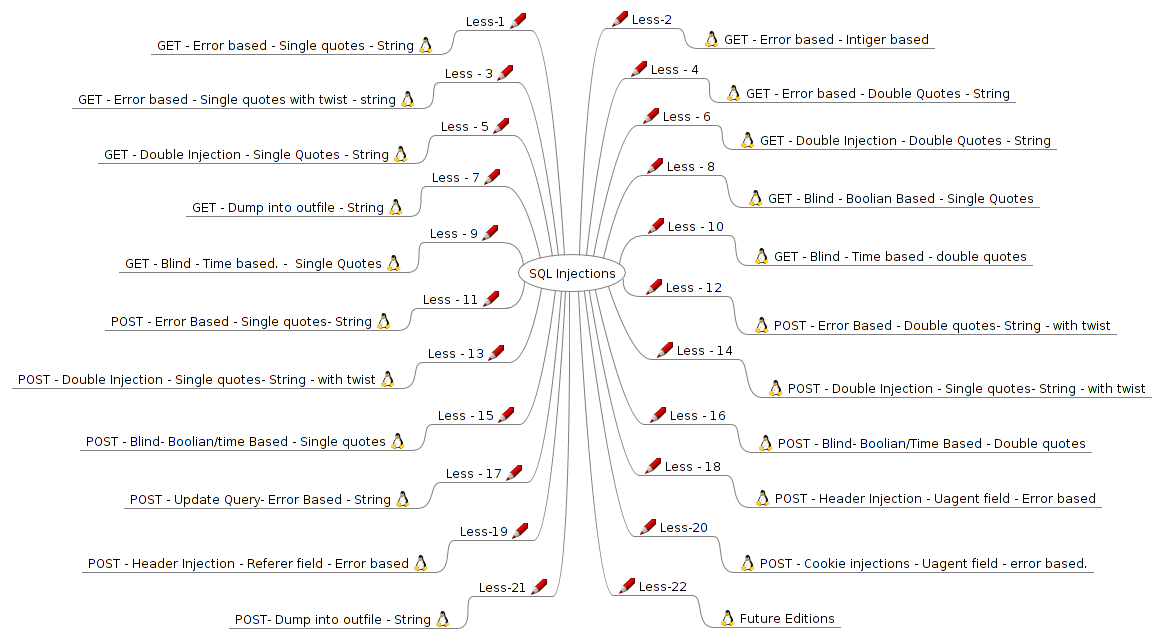 SQL Injections
Less-1
GET - Error based - Single quotes - String
Less-2
GET - Error based - Intiger based
Less - 3
GET - Error based - Single quotes with twist - string
Less - 4
GET - Error based - Double Quotes - String
Less - 5
GET - Double Injection - Single Quotes - String
Less - 6
GET - Double Injection - Double Quotes - String
Less - 7
GET - Dump into outfile - String
Less - 8
GET - Blind - Boolian Based - Single Quotes
Less - 9
GET - Blind - Time based. -  Single Quotes
Less - 10
GET - Blind - Time based - double quotes
Less - 11
POST - Error Based - Single quotes- String
Less - 12
POST - Error Based - Double quotes- String - with twist
Less - 13
POST - Double Injection - Single quotes- String - with twist
Less - 14
POST - Double Injection - Single quotes- String - with twist
Less - 15
POST - Blind- Boolian/time Based - Single quotes
Less - 16
POST - Blind- Boolian/Time Based - Double quotes
Less - 17
POST - Update Query- Error Based - String
Less - 18
POST - Header Injection - Uagent field - Error based
Less-19
POST - Header Injection - Referer field - Error based
Less-20
POST - Cookie injections - Uagent field - error based.
Less-21
POST- Dump into outfile - String
Less-22
Future Editions